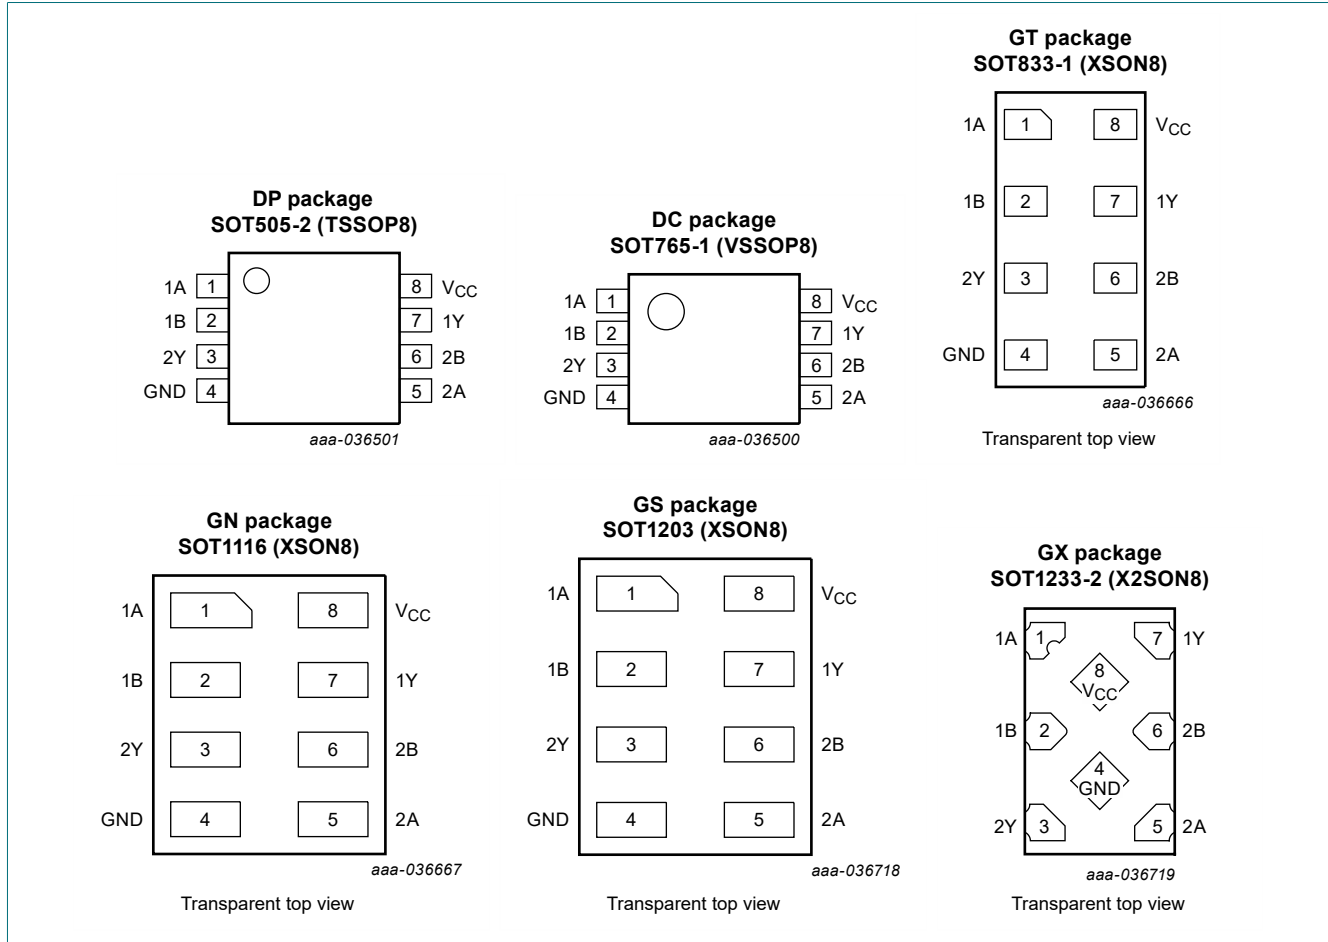 DP package
SOT505-2 (TSSOP8)
1A 1 8 VCC
1B 2 7 1Y
2Y 3 6 2B
GND 4 5 2A
aaa-036501
DC package
SOT765-1 (VSSOP8)
1A 1 8 VCC
1B 2 7 1Y
2Y 3 6 2B
GND 4 5 2A
aaa-036500
GT package
SOT833-1 (XSON8)
1A 1 8 VCC
1B 2 7 1Y
2Y 3 6 2B
GND 4 5 2A
aaa-036666
Transparent top view
GN package
SOT1116 (XSON8)
1A 1 8 VCC
1B 2 7 1Y
2Y 3 6 2B
GND 4 5 2A
aaa-036667
Transparent top view
GS package
SOT1203 (XSON8)
1A 1 8 VCC
1B 2 7 1Y
2Y 3 6 2B
GND 4 5 2A
aaa-036718
Transparent top view
GX package
SOT1233-2 (X2SON8)
1A 1 7 1Y
8
VCC
1B 2 6 2B
4
GND
2Y 3 5 2A
aaa-036719
Transparent top view